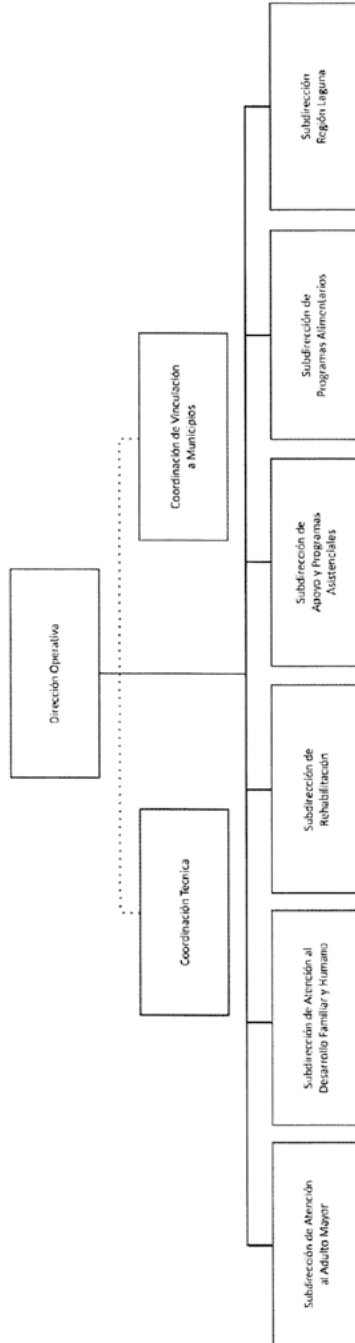 Dirección Operativa
Coordinación Tecnica
Coordinación de Vinculación
a Municipios
Subdirección de Atención
al Adulto Mayor
Subdirección de Atención al
Desarrollo Familiar y Humano
Subdirección de
Rehabilitación
Subdirección de
Apoyo y Programas
Asistenciales
Subdirección de
Programas Alimentarios
Subdirección
Región Laguna